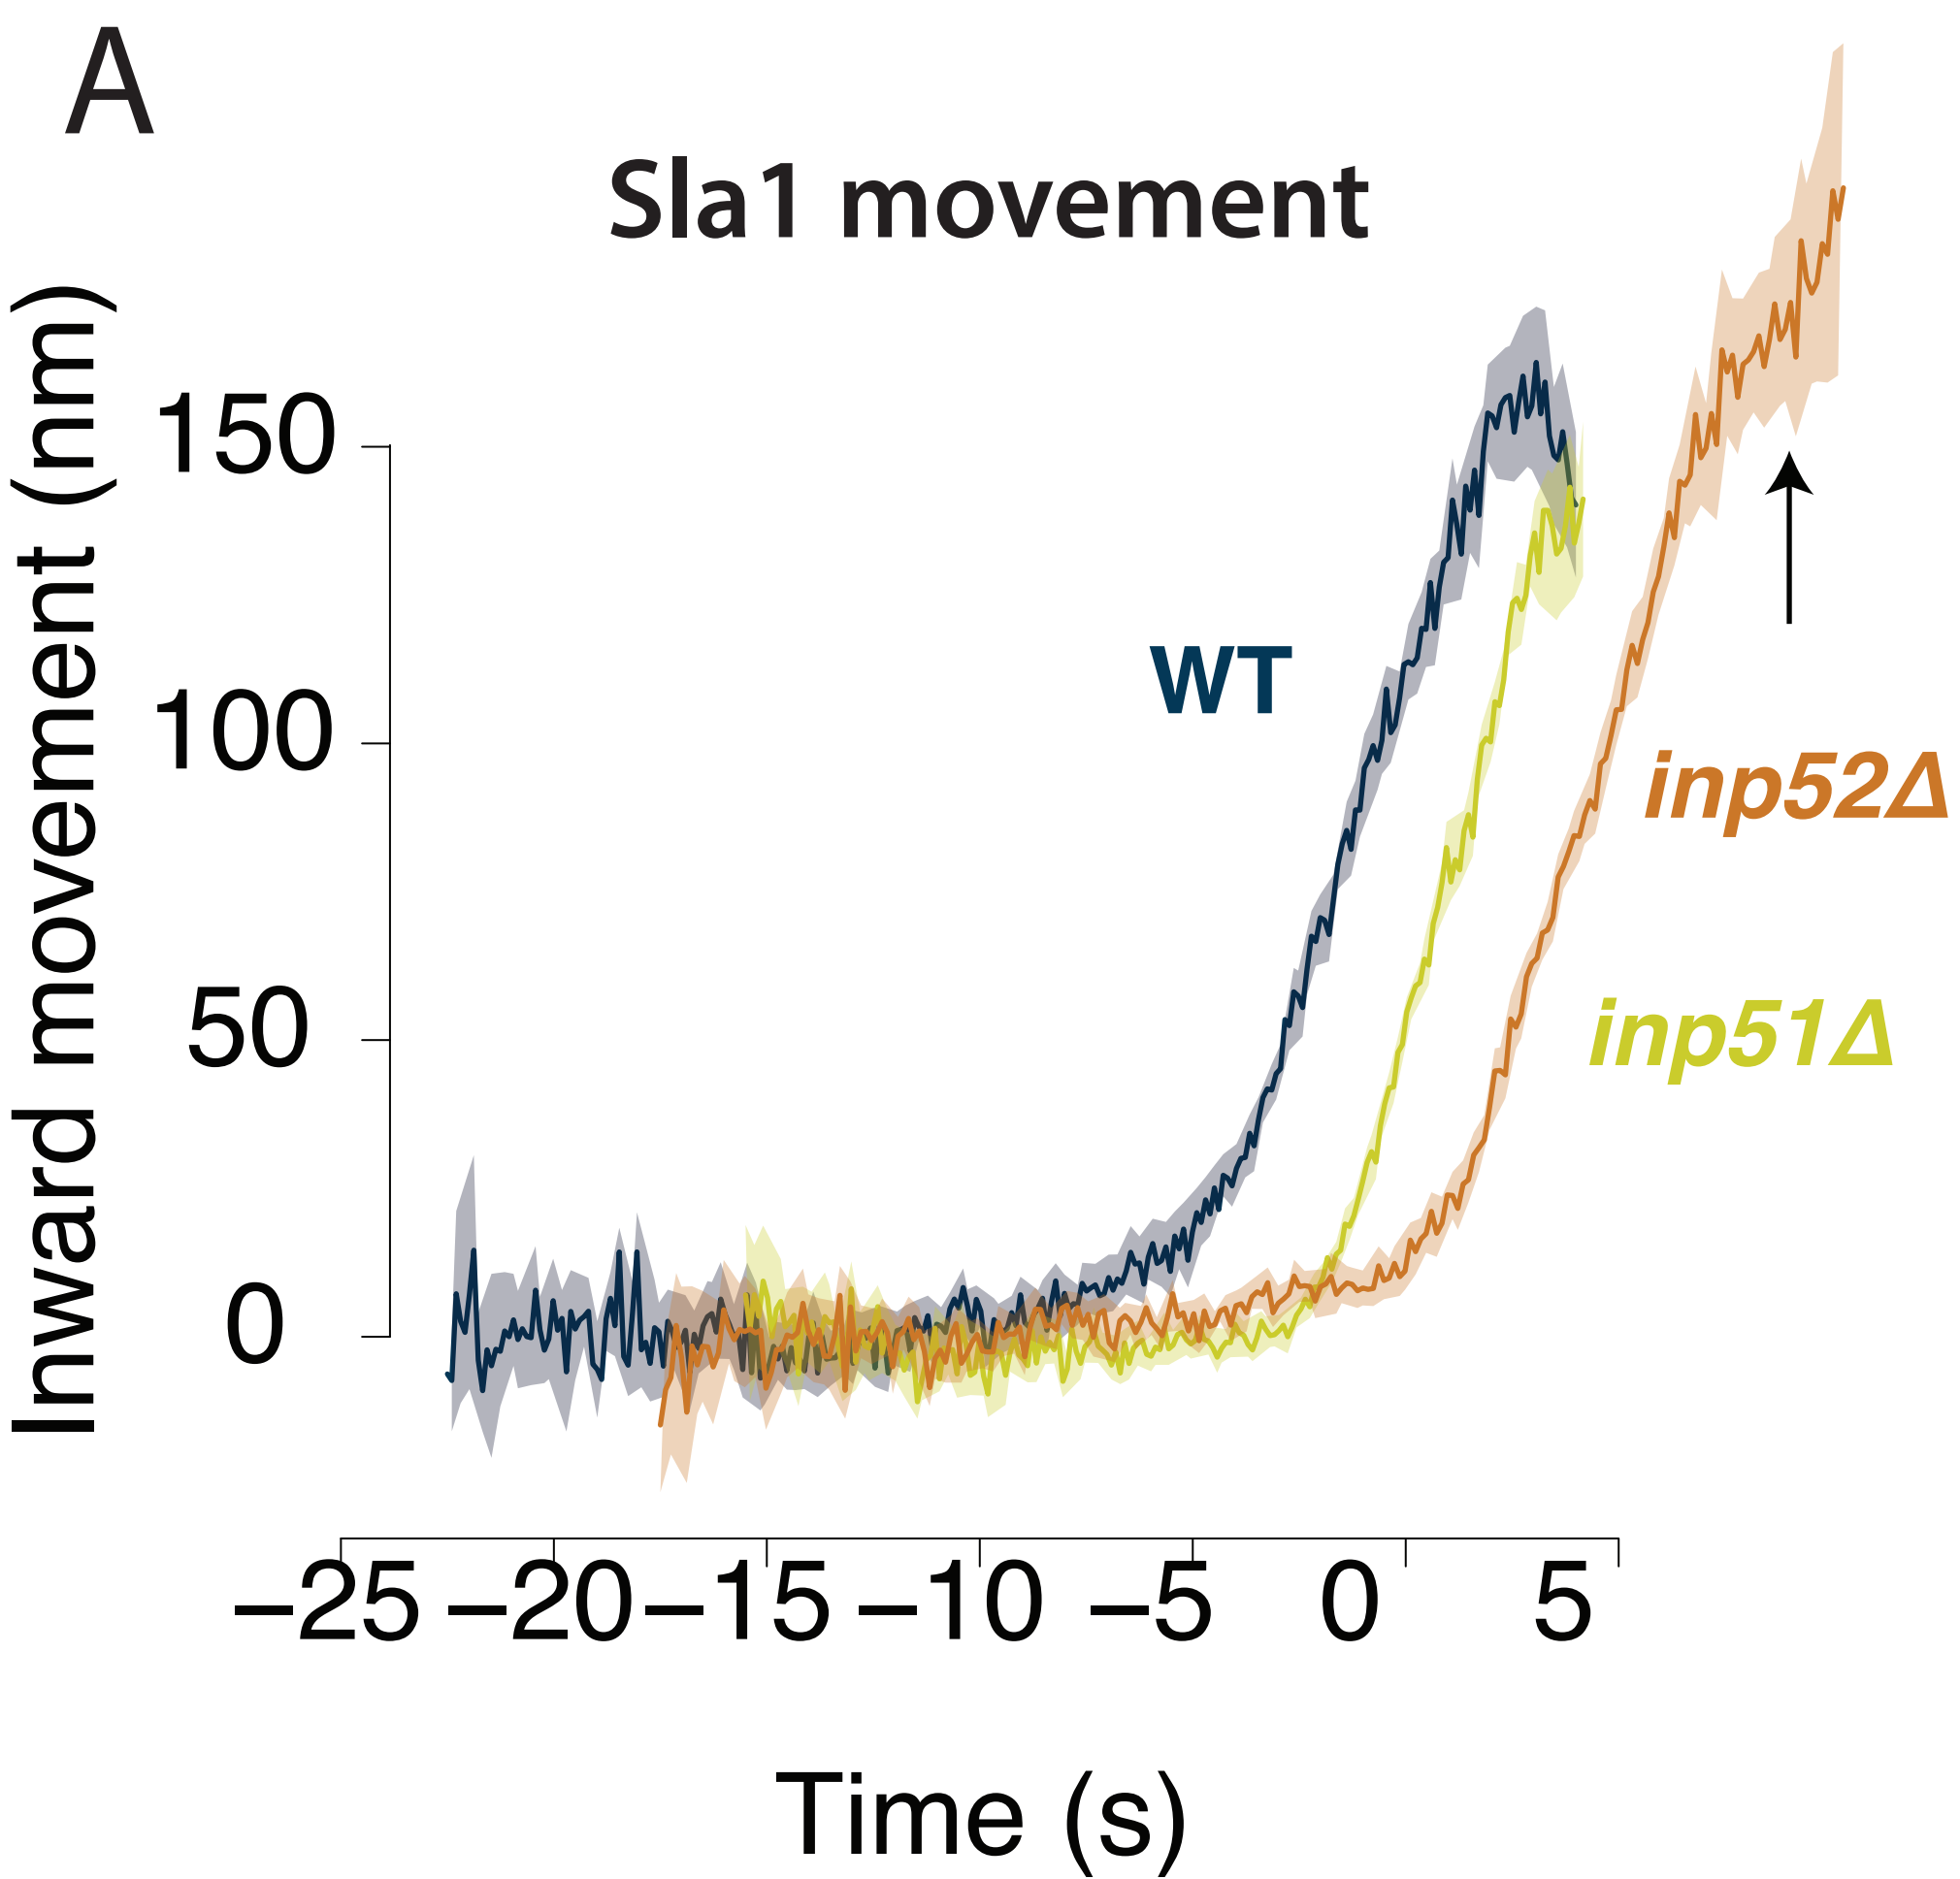 A
Sla1 movement
Inward movement (nm)
150
100
50
0
WT
inp52Δ
inp51Δ
−25 −20 −15 −10 −5 0 5
Time (s)